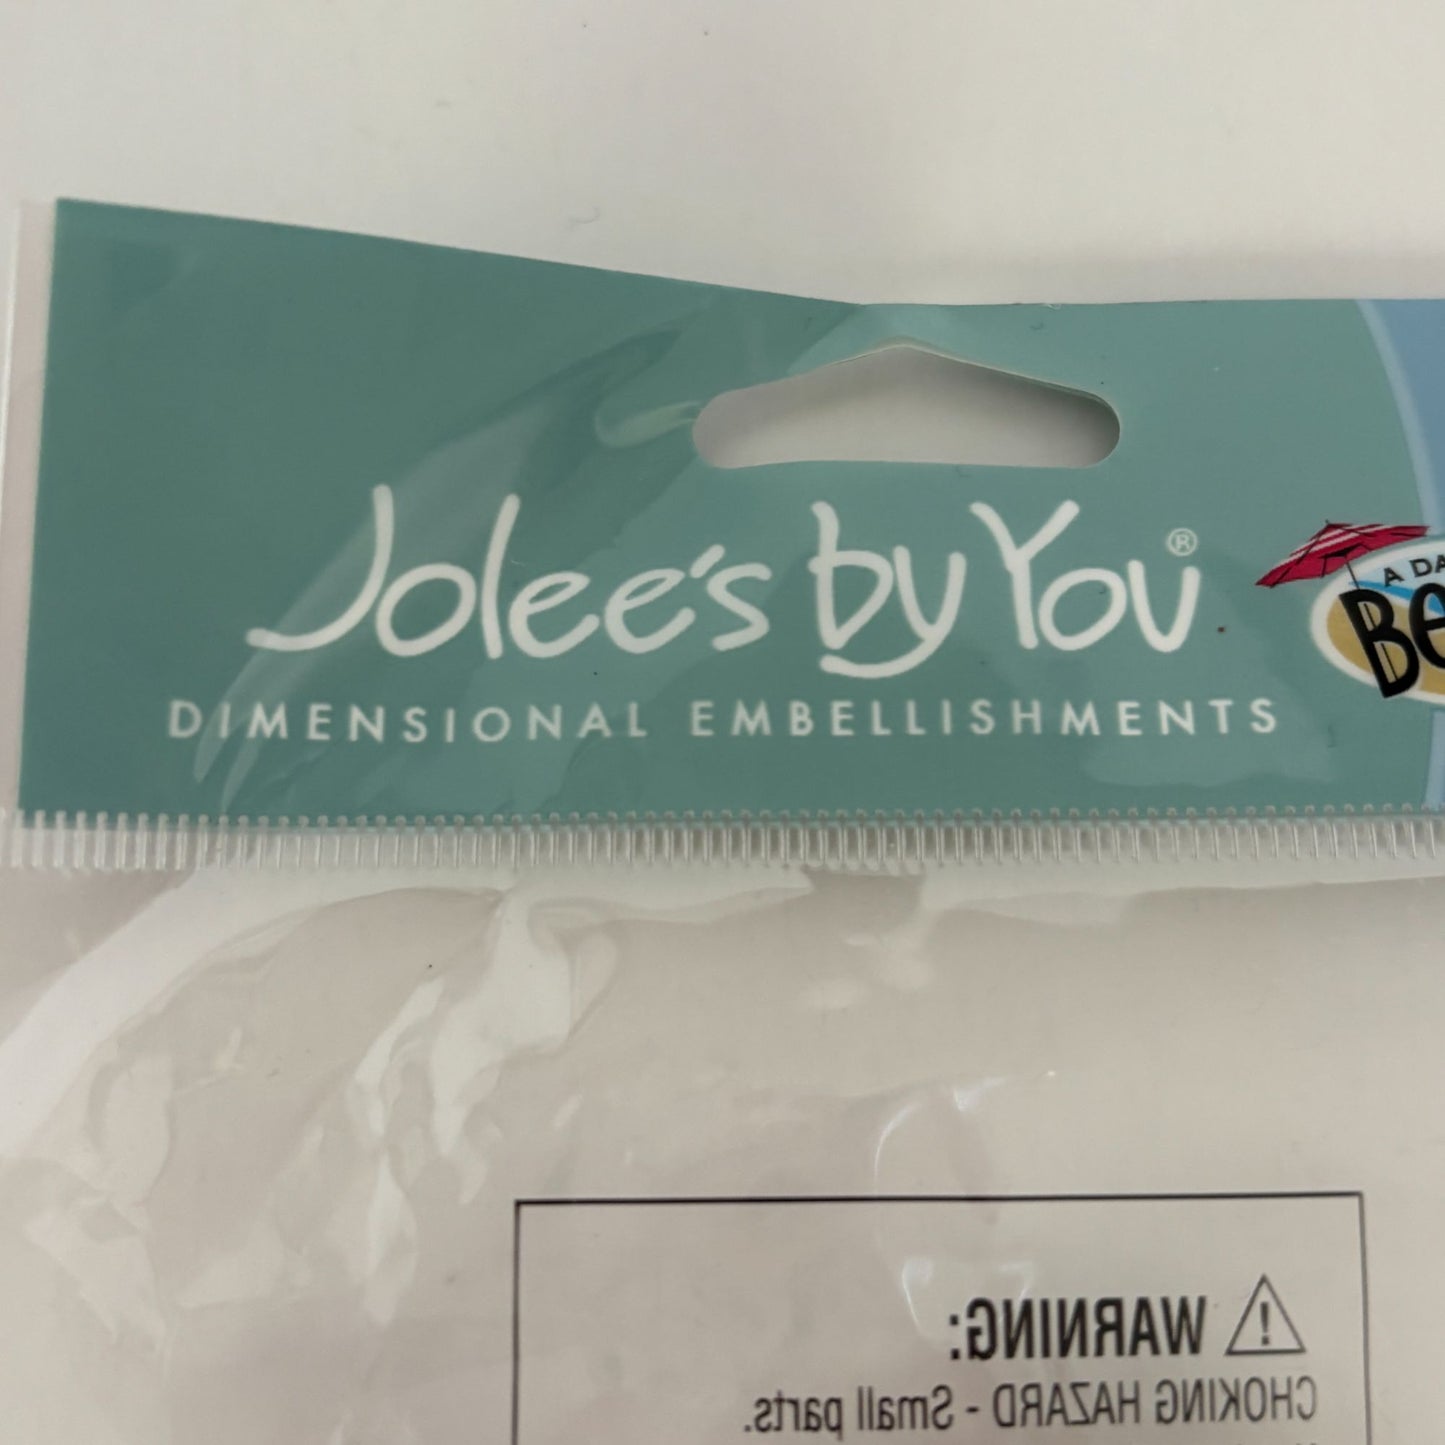 Jolee's by You®
DIMENSIONAL EMBELLISHMENTS
A
WARNING:
CHOKING HAZARD - Small parts.